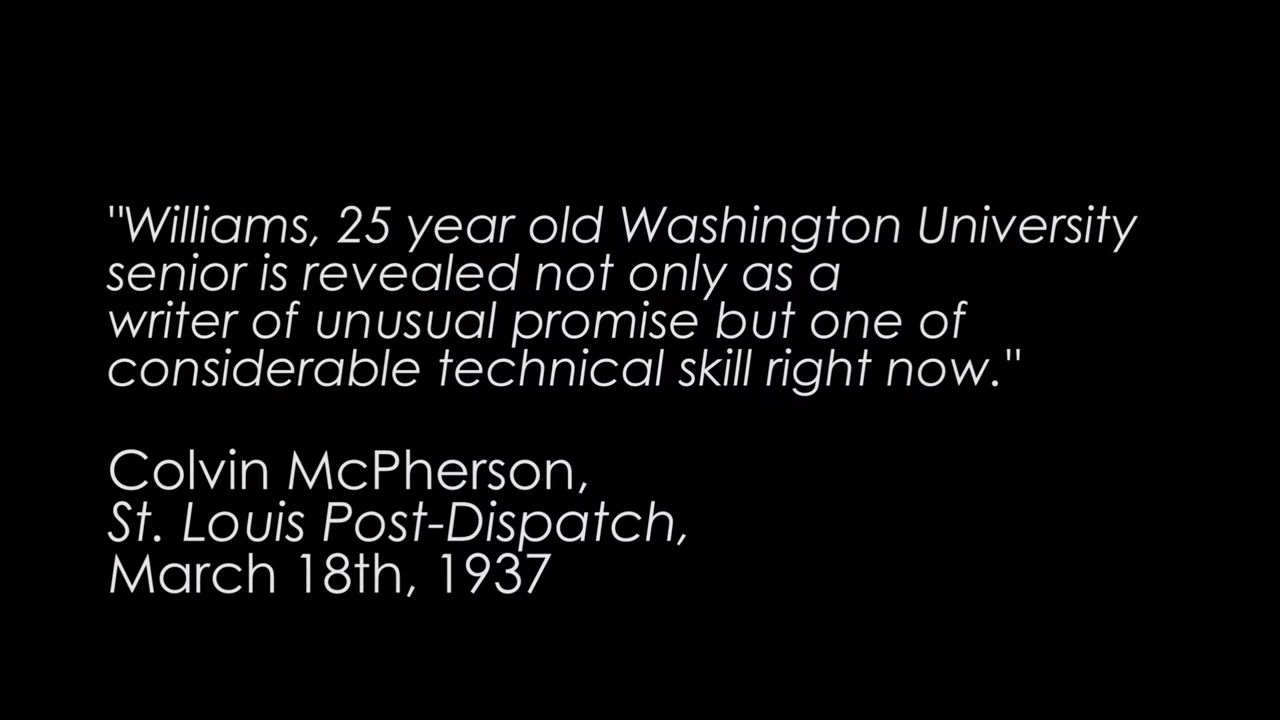 "Williams, 25 year old Washington University
senior is revealed not only as a
writer of unusual promise but one of
considerable technical skill right now."
Colvin McPherson,
St. Louis Post-Dispatch,
March 18th, 1937